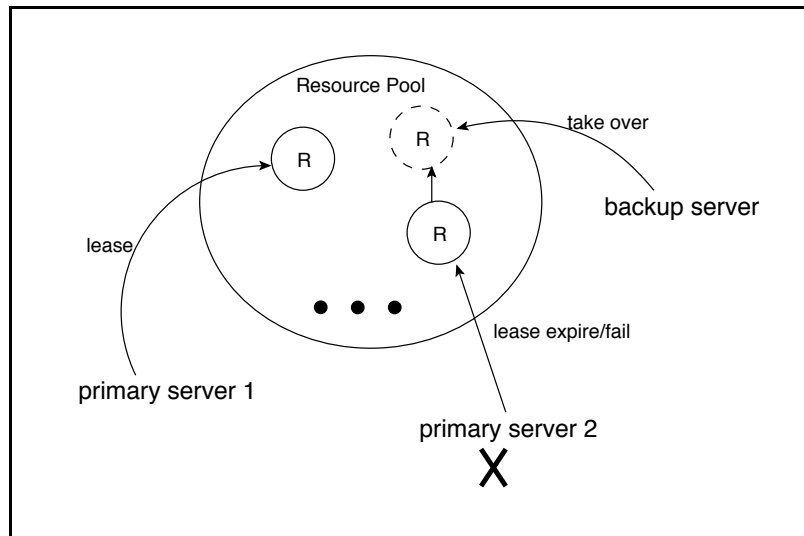 Resource Pool
R
take over
R
backup server
lease
R
lease expire/fail
primary server 1
primary server 2
X